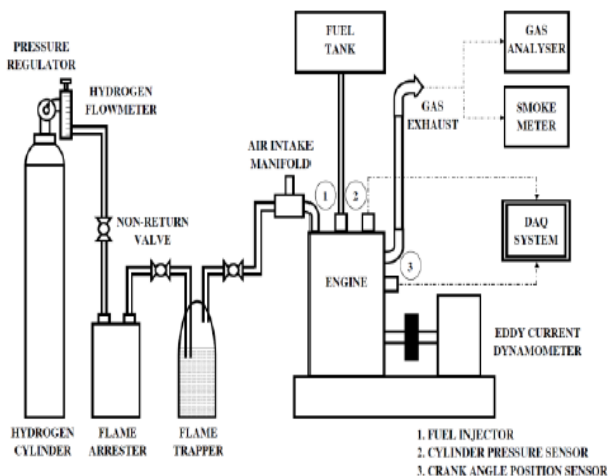 PRESSURE
REGULATOR
HYDROGEN
FLOWMETER
NON-RETURN
VALVE
AIR INTAKE
MANIFOLD
FUEL
TANK
GAS
EXHAUST
GAS
ANALYSER
SMOKE
METER
DAQ
SYSTEM
1
2
3
ENGINE
EDDY CURRENT
DYNAMOMETER
HYDROGEN
CYLINDER
FLAME
ARRESTER
FLAME
TRAPPER
1. FUEL INJECTOR
2. CYLINDER PRESSURE SENSOR
3. CRANK ANGLE POSITION SENSOR